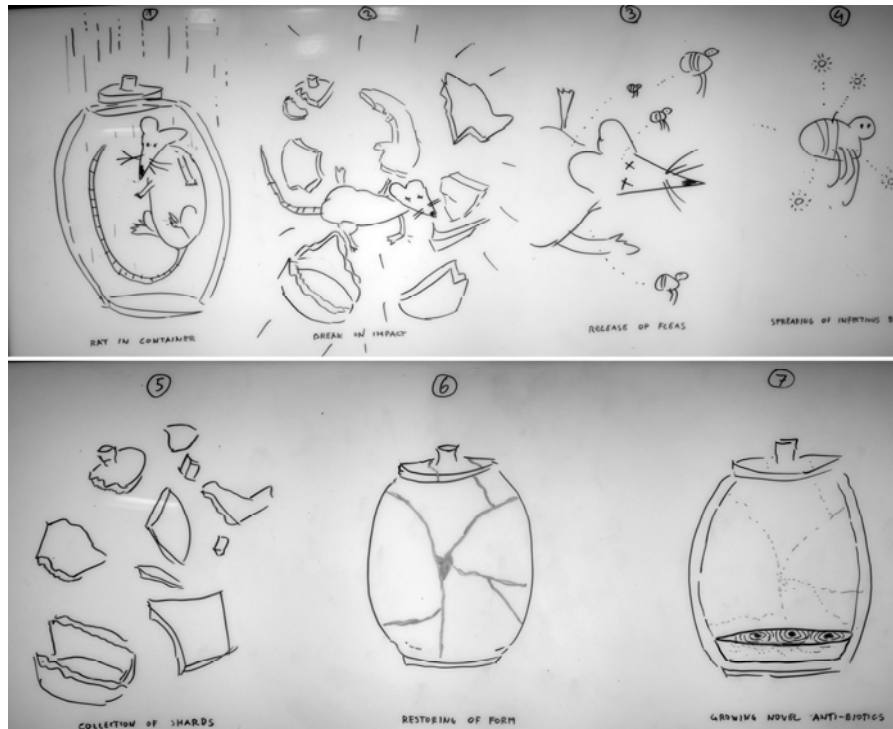 1
2
3
4
RAT IN CONTAINER
BREAK ON IMPACT
RELEASE OF FLEAS
SPREADING OF INFECTIOUS B
5
6
7
COLLECTION OF SHARDS
RESTORING OF FORM
GROWING NOVEL ANTI-BIOTICS